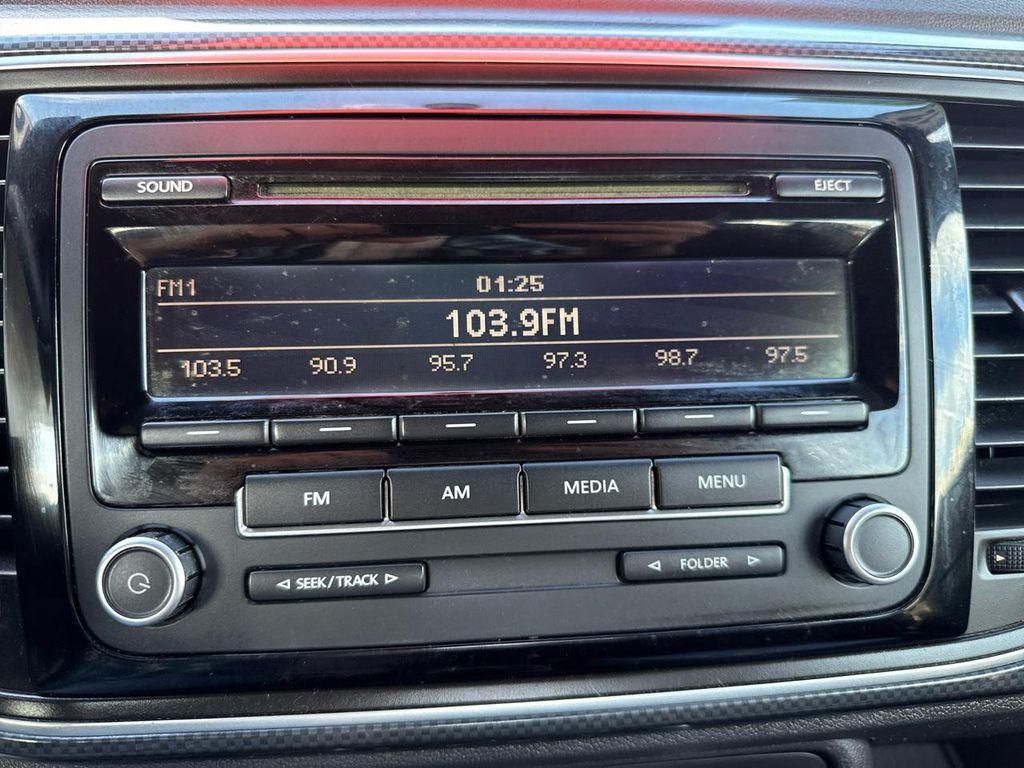 SOUND EJECT
FM1 01:25
103.9FM
103.5 90.9 95.7 97.3 98.7 97.5
FM AM MEDIA MENU
SEEK/TRACK FOLDER